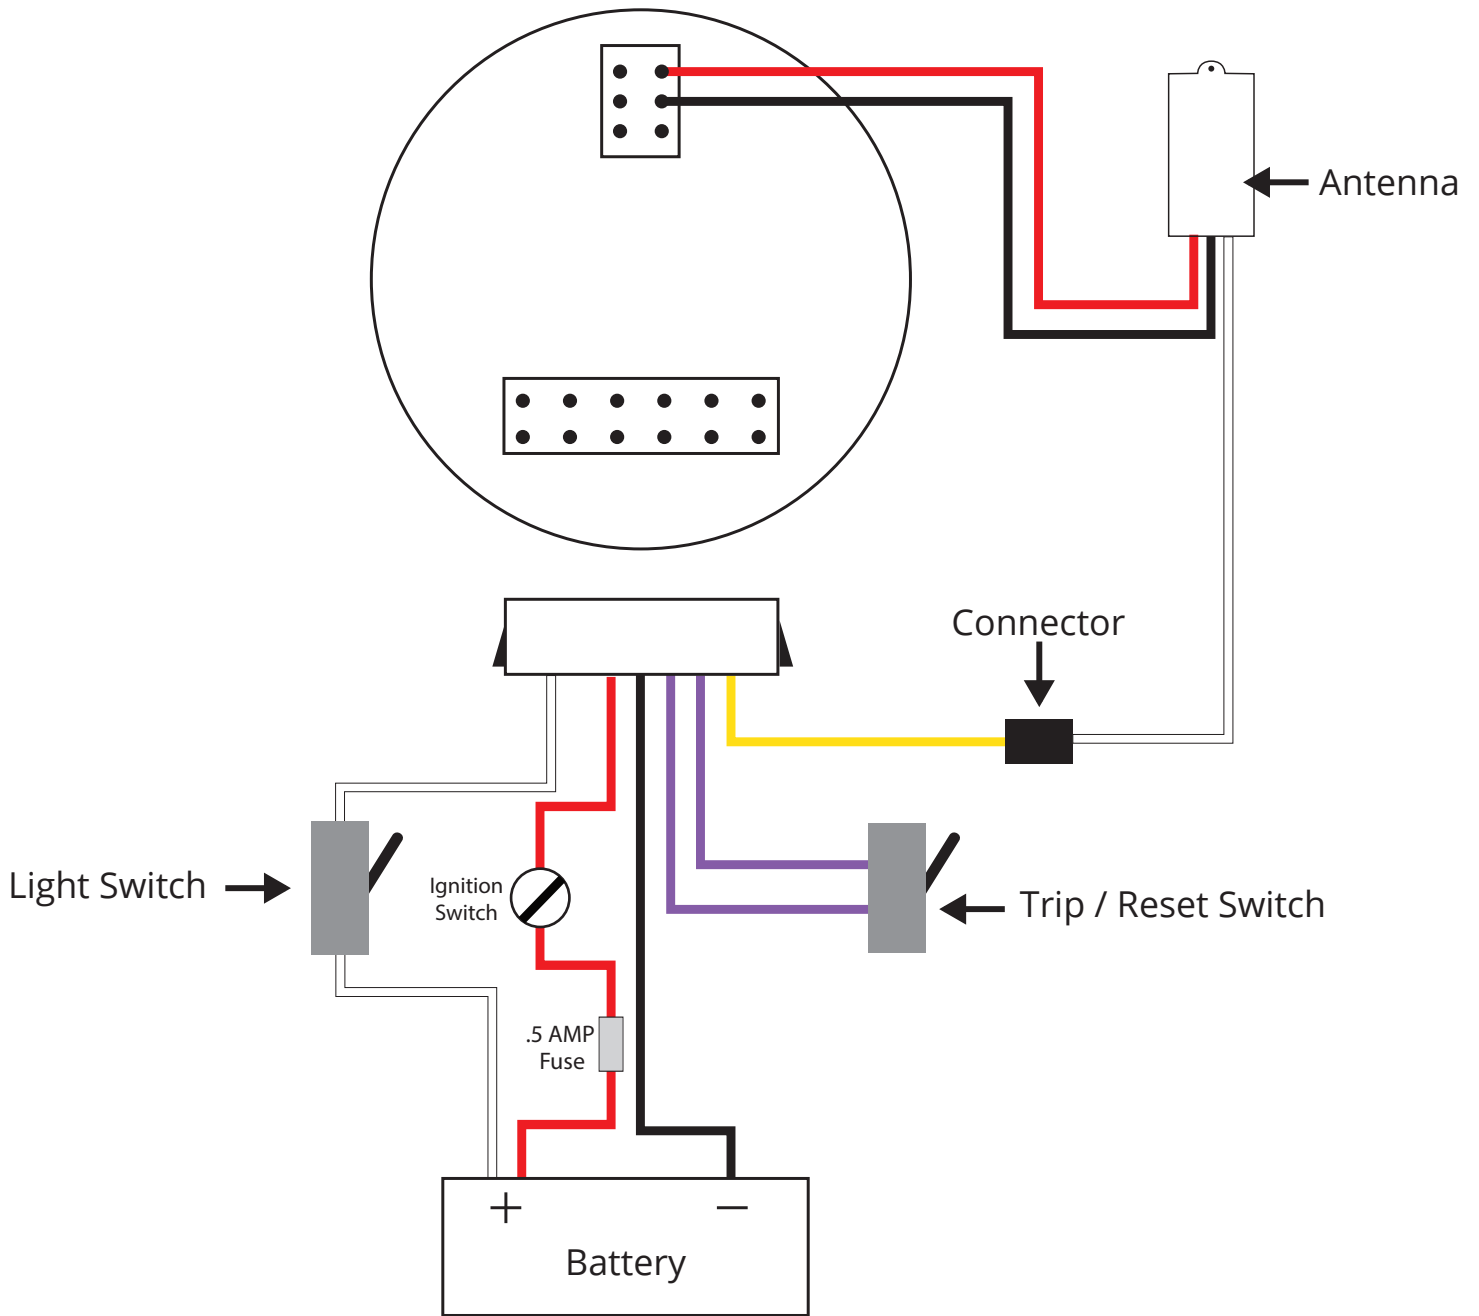 Antenna
Connector
Light Switch
Ignition
Switch
Trip / Reset Switch
.5 AMP
Fuse
+ −
Battery